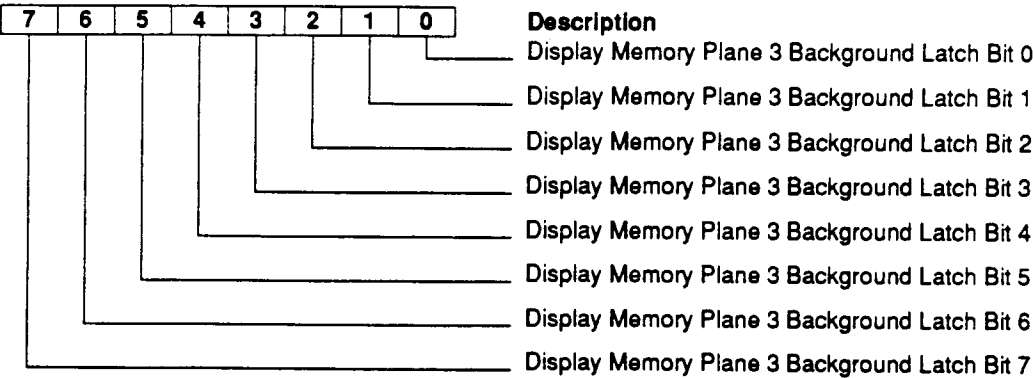 7 6 5 4 3 2 1 0 Description
Display Memory Plane 3 Background Latch Bit 0
Display Memory Plane 3 Background Latch Bit 1
Display Memory Plane 3 Background Latch Bit 2
Display Memory Plane 3 Background Latch Bit 3
Display Memory Plane 3 Background Latch Bit 4
Display Memory Plane 3 Background Latch Bit 5
Display Memory Plane 3 Background Latch Bit 6
Display Memory Plane 3 Background Latch Bit 7